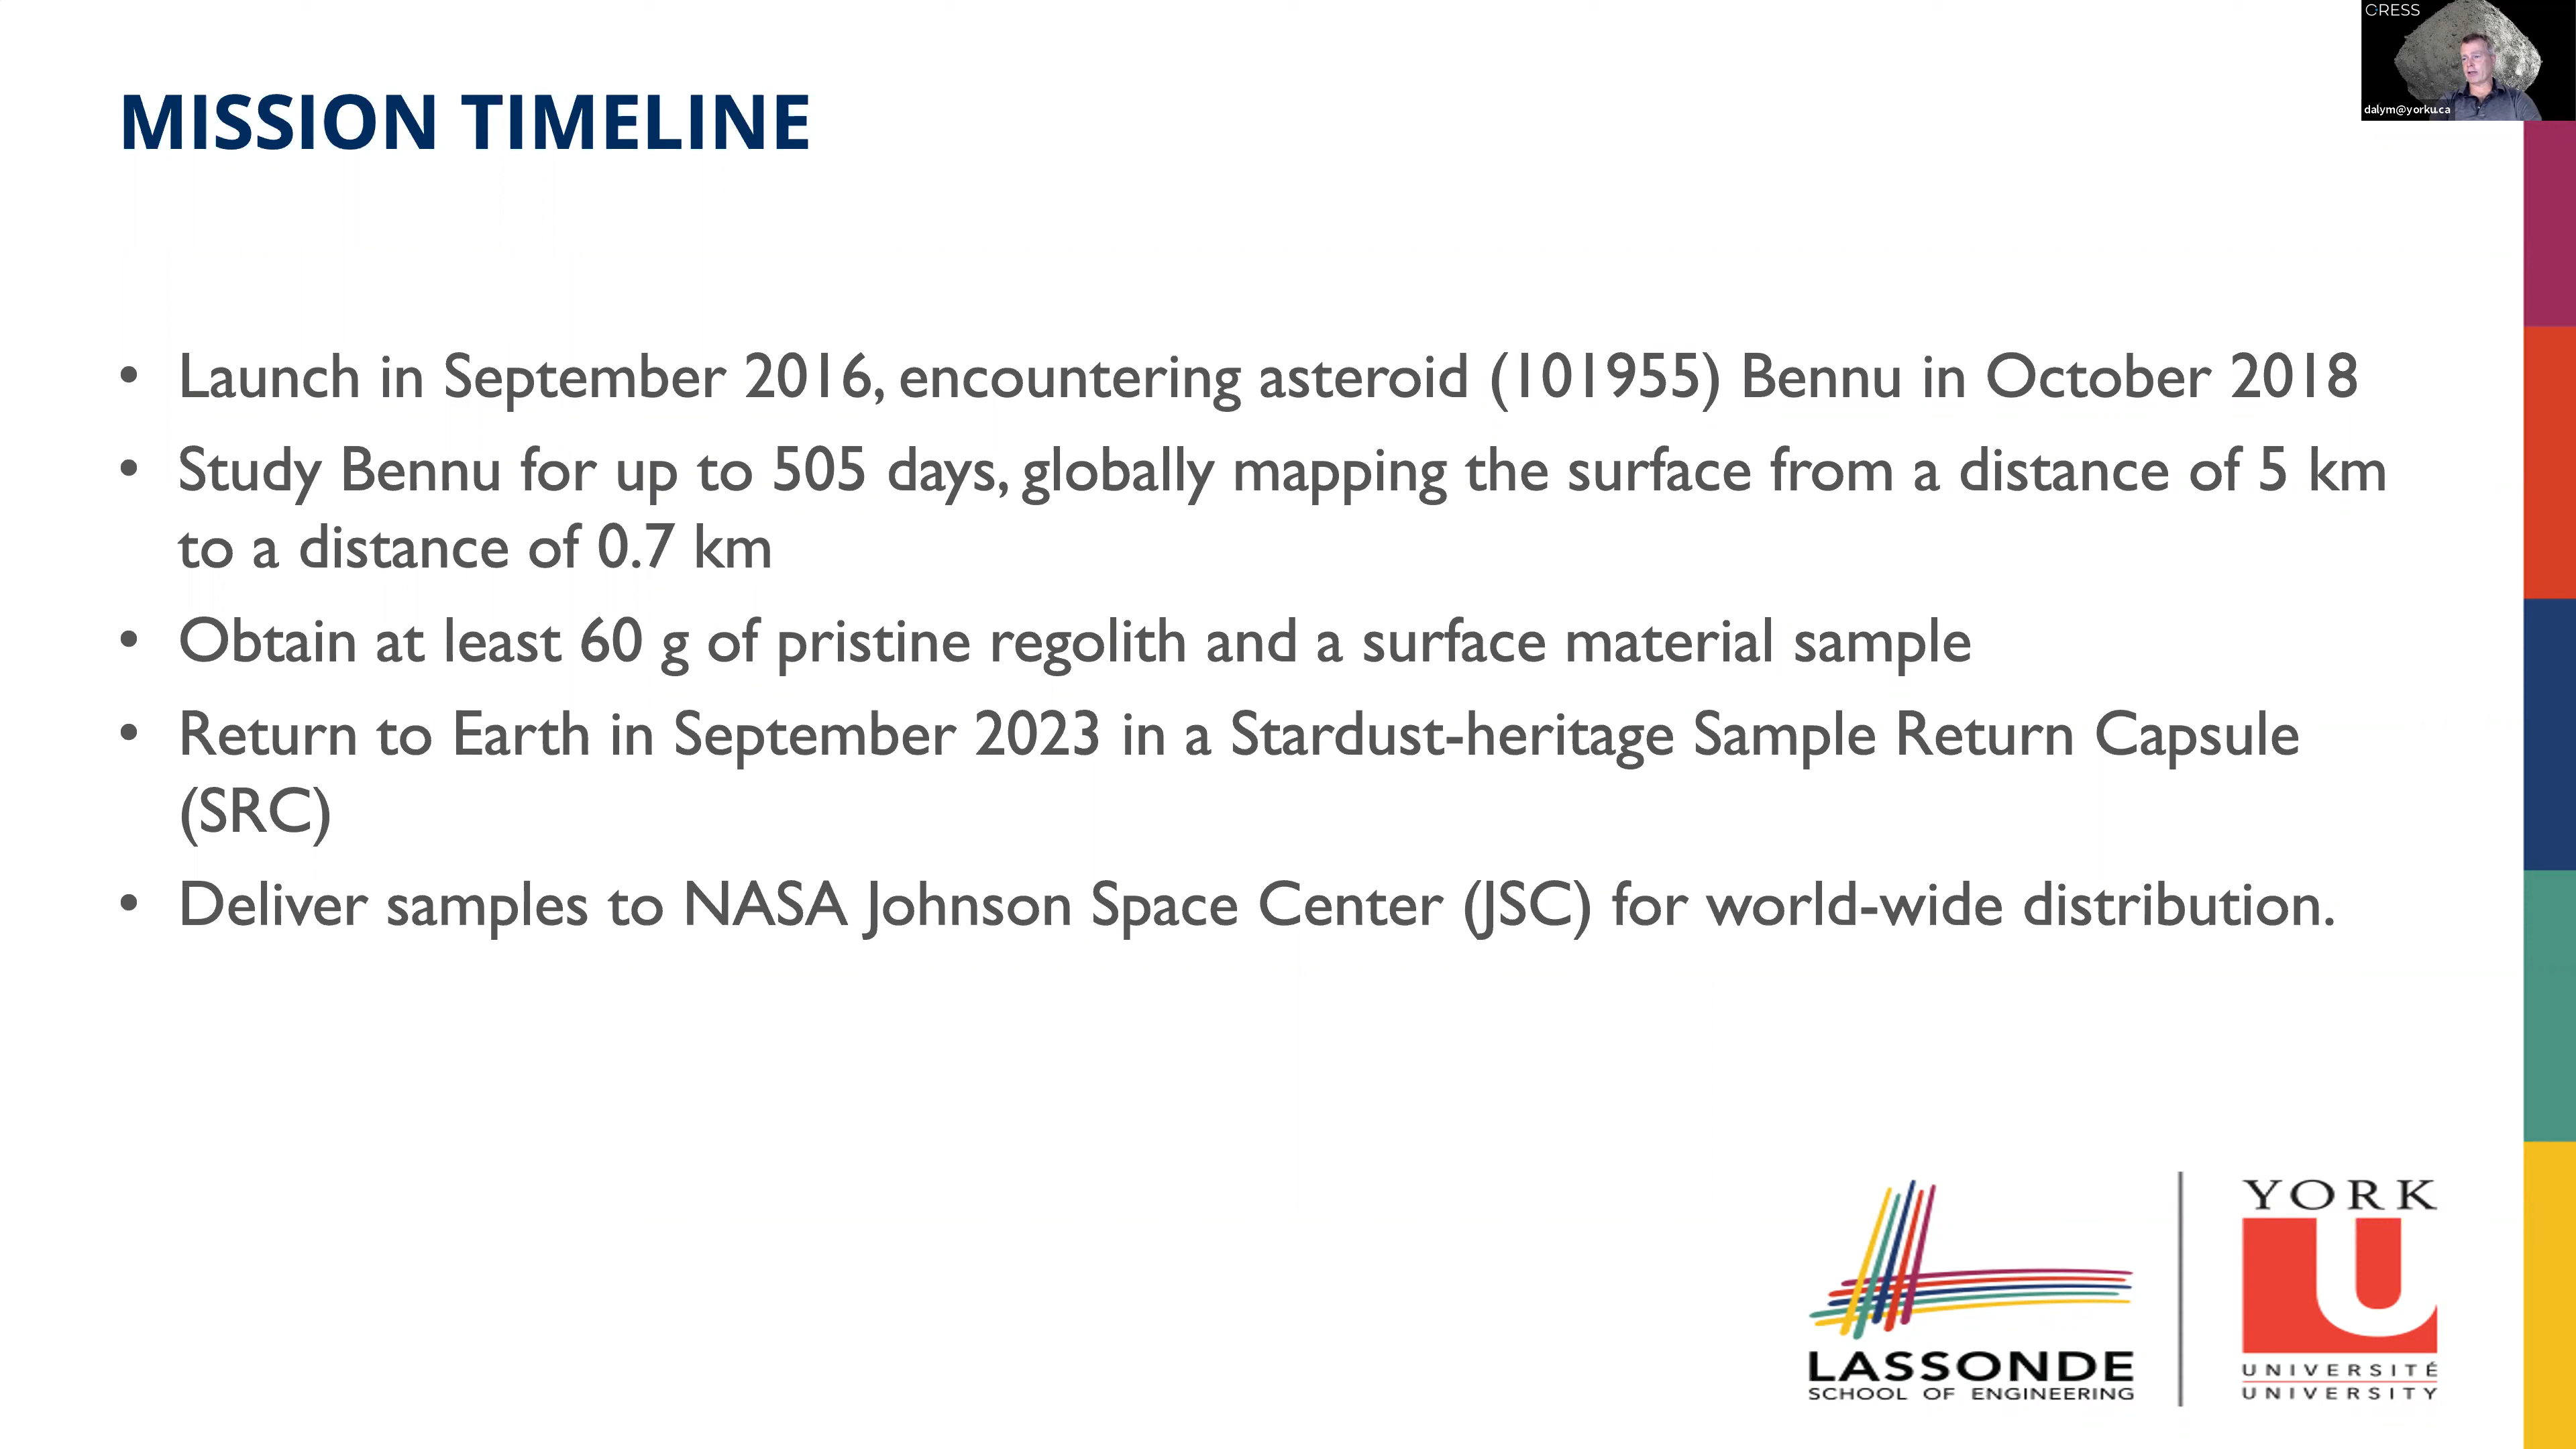 CRESS
dalym@yorku.ca
MISSION TIMELINE
• Launch in September 2016, encountering asteroid (101955) Bennu in October 2018
• Study Bennu for up to 505 days, globally mapping the surface from a distance of 5 km
to a distance of 0.7 km
• Obtain at least 60 g of pristine regolith and a surface material sample
• Return to Earth in September 2023 in a Stardust-heritage Sample Return Capsule
(SRC)
• Deliver samples to NASA Johnson Space Center (JSC) for world-wide distribution.
LASSONDE
SCHOOL OF ENGINEERING
YORK
U
UNIVERSITÉ
UNIVERSITY